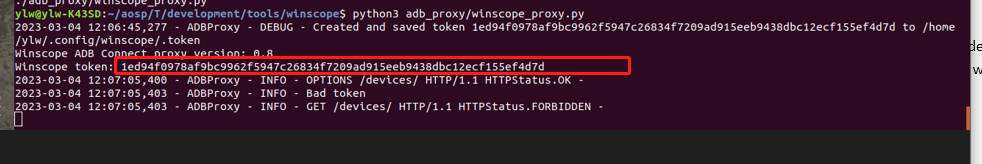 ./adb_proxy/winscope_proxy.py
ylw@ylw-K43SD:~/aosp/T/development/tools/winscope$ python3 adb_proxy/winscope_proxy.py
2023-03-04 12:06:45,277 - ADBProxy - DEBUG - Created and saved token 1ed94f0978af9bc9962f5947c26834f7209ad915eeb9438dbc12ecf155ef4d7d to /home
/ylw/.config/winscope/.token
Winscope ADB Connect proxy version: 0.8
Winscope token: 1ed94f0978af9bc9962f5947c26834f7209ad915eeb9438dbc12ecf155ef4d7d
2023-03-04 12:07:05,400 - ADBProxy - INFO - OPTIONS /devices/ HTTP/1.1 HTTPStatus.OK -
2023-03-04 12:07:05,403 - ADBProxy - INFO - Bad token
2023-03-04 12:07:05,403 - ADBProxy - INFO - GET /devices/ HTTP/1.1 HTTPStatus.FORBIDDEN -
de
w